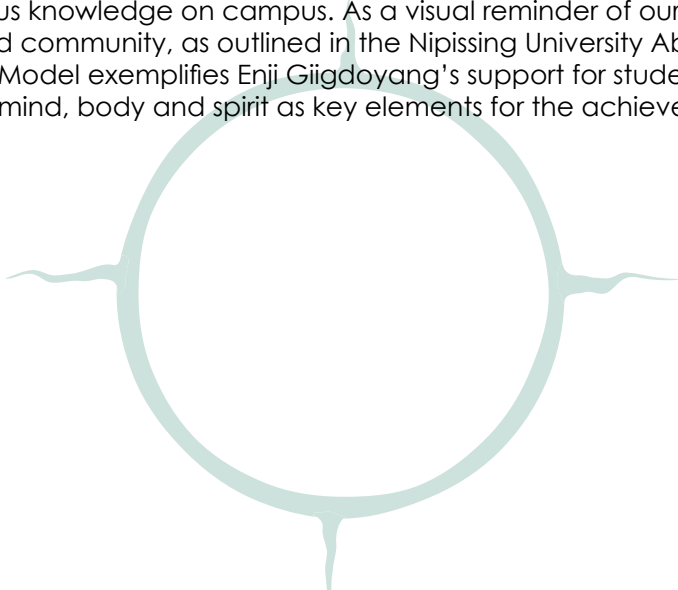 us knowledge on campus. As a visual reminder of our
d community, as outlined in the Nipissing University Ab
Model exemplifies Enji Giigdoyang’s support for stude
mind, body and spirit as key elements for the achieve